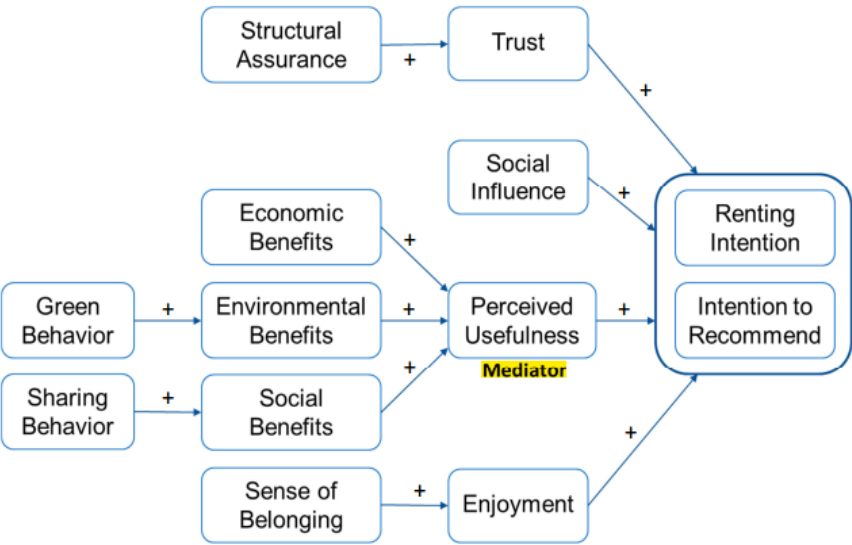 Structural
Assurance
+
Trust
+
Social
Influence
+
Economic
Benefits
+
Renting
Intention
Green
Behavior
+
Environmental
Benefits
+
Perceived
Usefulness
Mediator
+
Intention to
Recommend
Sharing
Behavior
+
Social
Benefits
+
Sense of
Belonging
+
Enjoyment
+